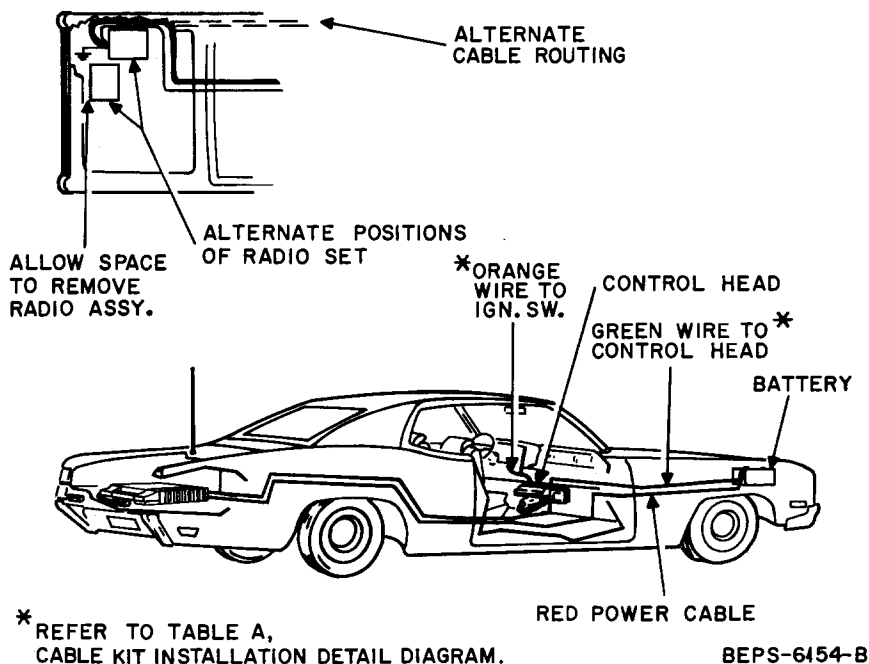 ALTERNATE
CABLE ROUTING
ALTERNATE POSITIONS
OF RADIO SET
ALLOW SPACE
TO REMOVE
RADIO ASSY.
*ORANGE
WIRE TO
IGN. SW.
CONTROL HEAD
GREEN WIRE TO *
CONTROL HEAD
BATTERY
RED POWER CABLE
* REFER TO TABLE A,
CABLE KIT INSTALLATION DETAIL DIAGRAM.
BEPS-6154-B